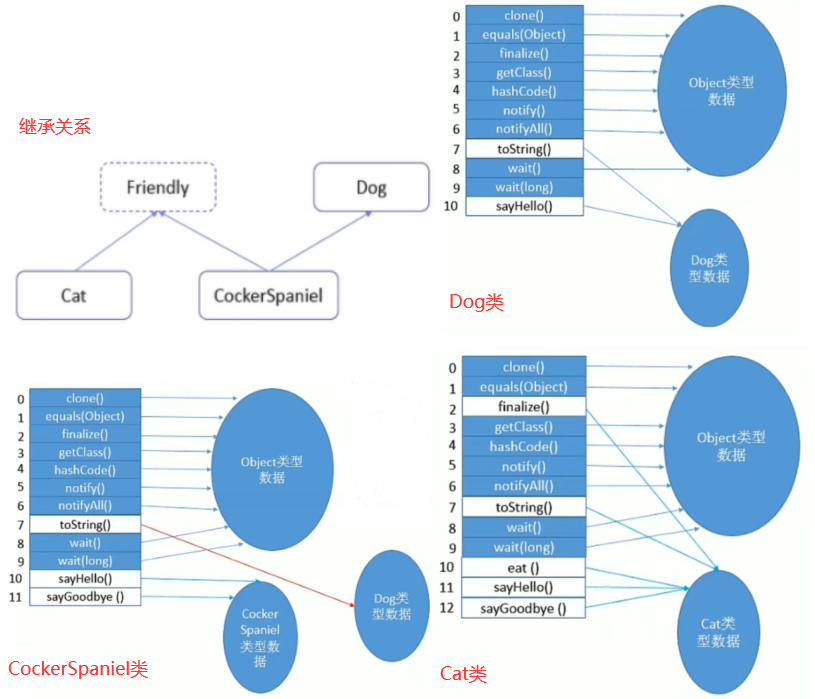 继承关系
Friendly
Dog
Cat
CockerSpaniel
0 clone()
1 equals(Object)
2 finalize()
3 getClass()
4 hashCode()
5 notify()
6 notifyAll()
7 toString()
8 wait()
9 wait(long)
10 sayHello()
Object类型
数据
Dog类
型数据
Dog类
0 clone()
1 equals(Object)
2 finalize()
3 getClass()
4 hashCode()
5 notify()
6 notifyAll()
7 toString()
8 wait()
9 wait(long)
10 sayHello()
11 sayGoodbye ()
Object类型
数据
Dog类
型数据
Cocker
Spaniel
类型数
据
CockerSpaniel类
0 clone()
1 equals(Object)
2 finalize()
3 getClass()
4 hashCode()
5 notify()
6 notifyAll()
7 toString()
8 wait()
9 wait(long)
10 eat ()
11 sayHello()
12 sayGoodbye ()
Object类型
数据
Cat类
型数据
Cat类